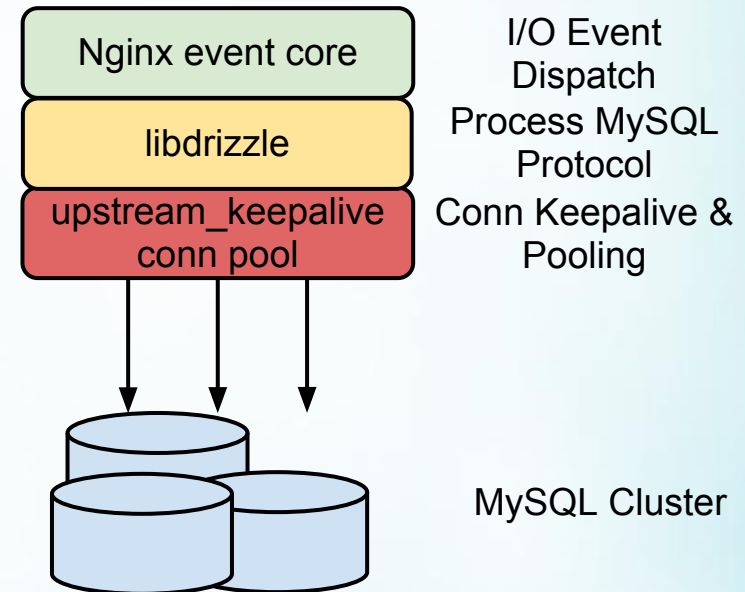 Nginx event core
I/O Event
Dispatch
libdrizzle
Process MySQL
Protocol
upstream_keepalive
conn pool
Conn Keepalive &
Pooling
MySQL Cluster